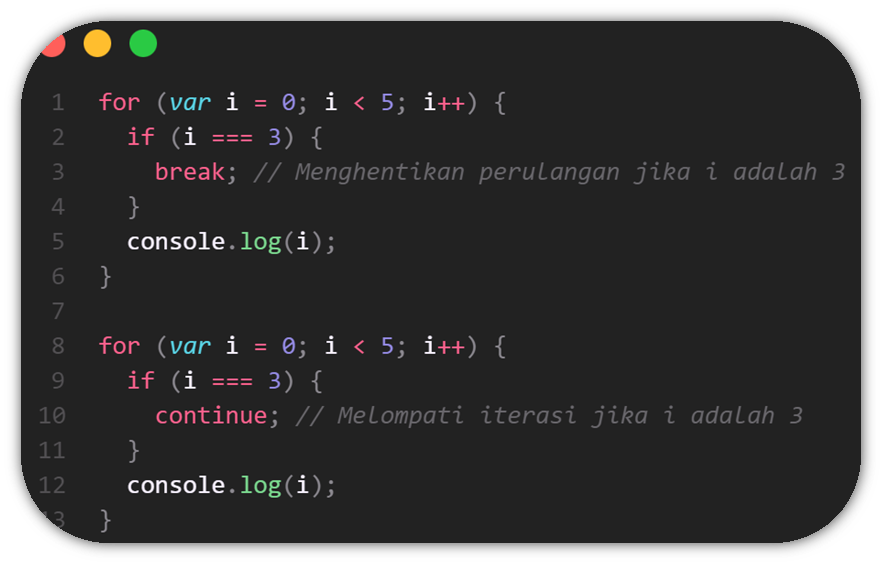 1 for (var i = 0; i < 5; i++) {
2 if (i === 3) {
3 break; // Menghentikan perulangan jika i adalah 3
4 }
5 console.log(i);
6 }
7
8 for (var i = 0; i < 5; i++) {
9 if (i === 3) {
10 continue; // Melompati iterasi jika i adalah 3
11 }
12 console.log(i);
13 }